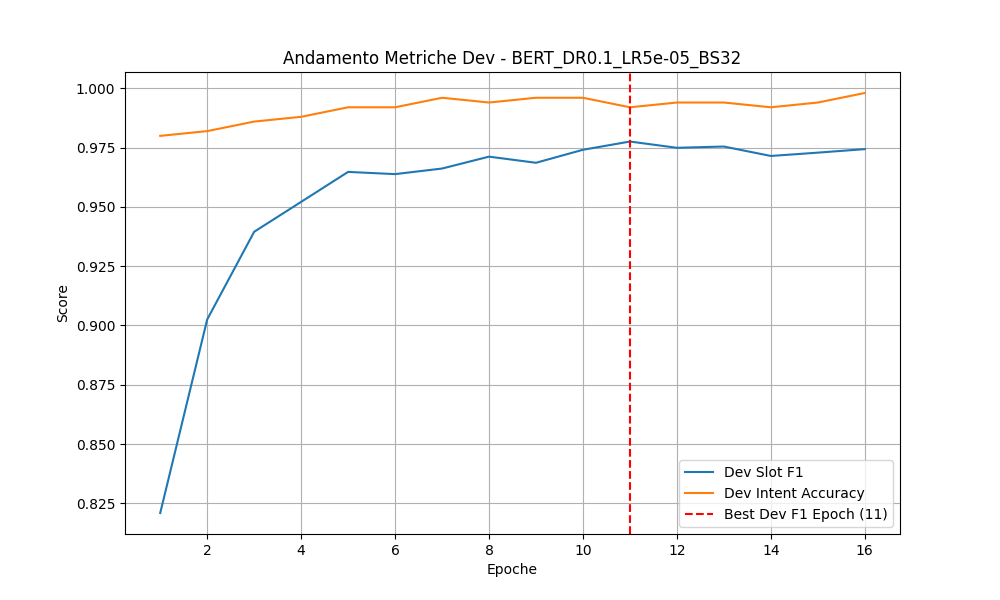 Andamento Metriche Dev - BERT_DR0.1_LR5e-05_BS32
1.000
0.975
0.950
0.925
0.900
0.875
0.850
0.825
Score
2 4 6 8 10 12 14 16
Epoche
Dev Slot F1
Dev Intent Accuracy
Best Dev F1 Epoch (11)